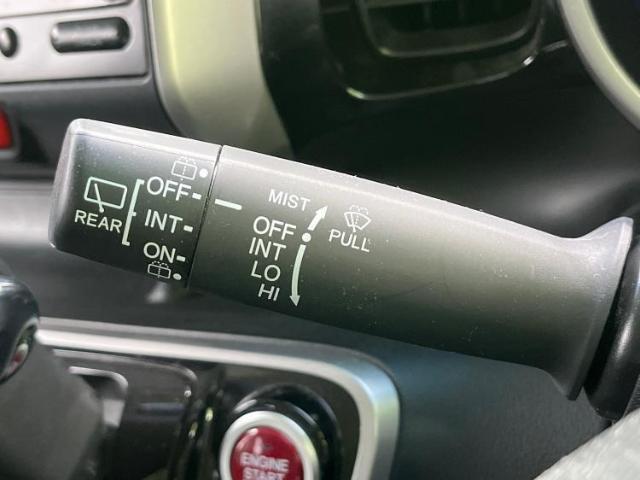 OFF
REAR
INT
ON
MIST
OFF
INT
LO
HI
PULL
ENGINE
START